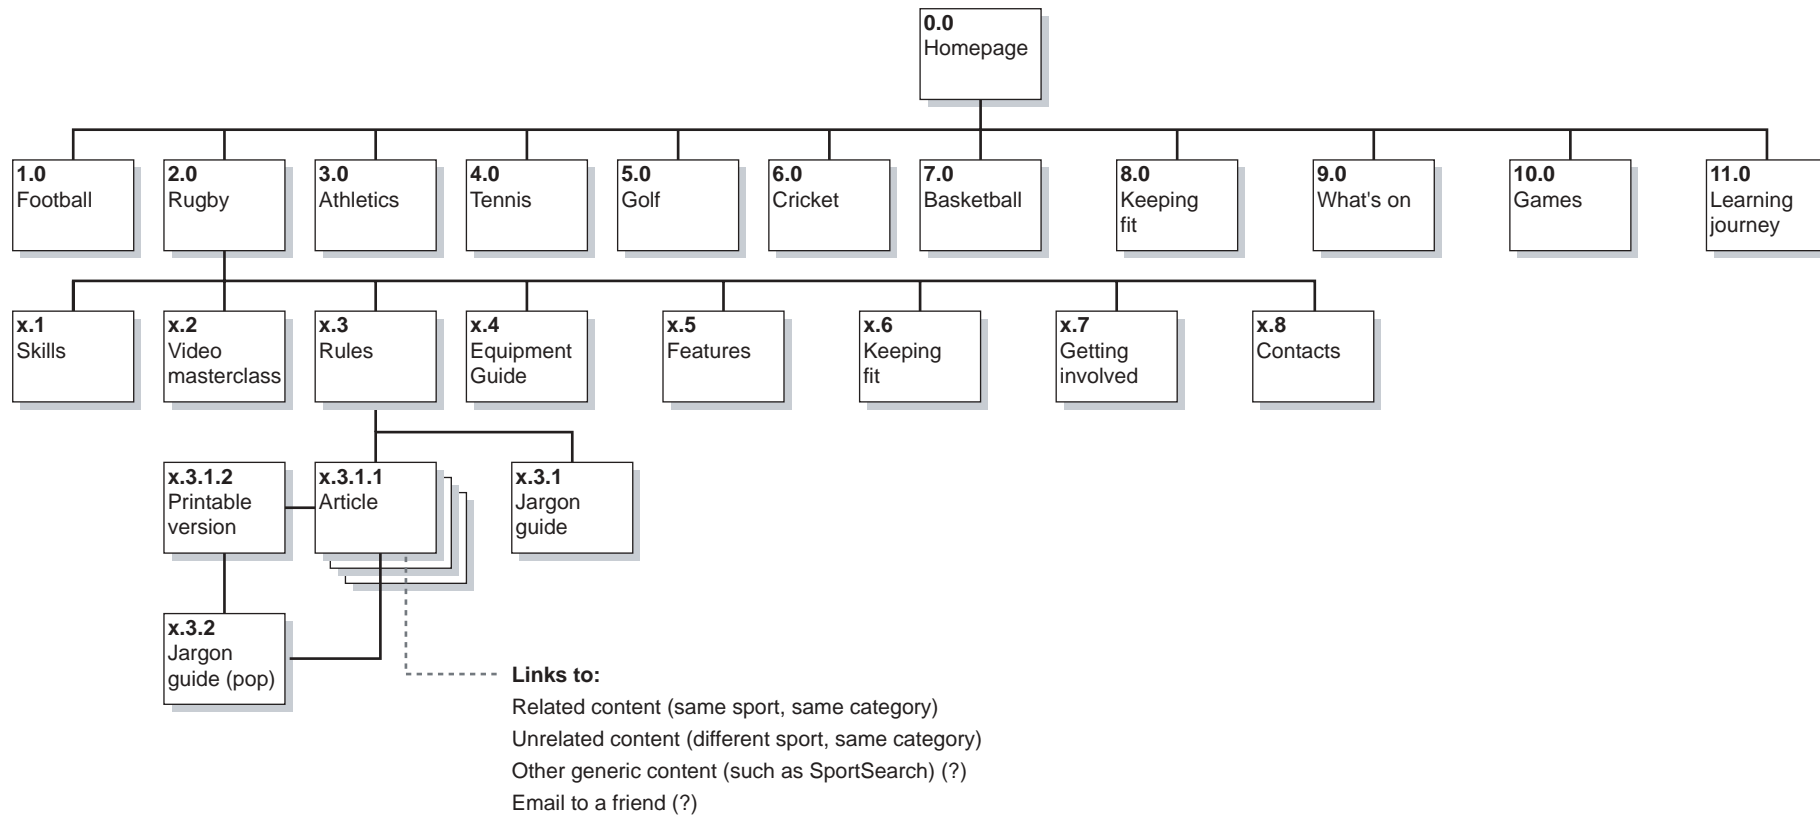 0.0
Homepage
1.0
Football
2.0
Rugby
3.0
Athletics
4.0
Tennis
5.0
Golf
6.0
Cricket
7.0
Basketball
8.0
Keeping
fit
9.0
What's on
10.0
Games
11.0
Learning
journey
x.1
Skills
x.2
Video
masterclass
x.3
Rules
x.4
Equipment
Guide
x.5
Features
x.6
Keeping
fit
x.7
Getting
involved
x.8
Contacts
x.3.1.2
Printable
version
x.3.1.1
Article
x.3.1
Jargon
guide
x.3.2
Jargon
guide (pop)
Links to:
Related content (same sport, same category)
Unrelated content (different sport, same category)
Other generic content (such as SportSearch) (?)
Email to a friend (?)